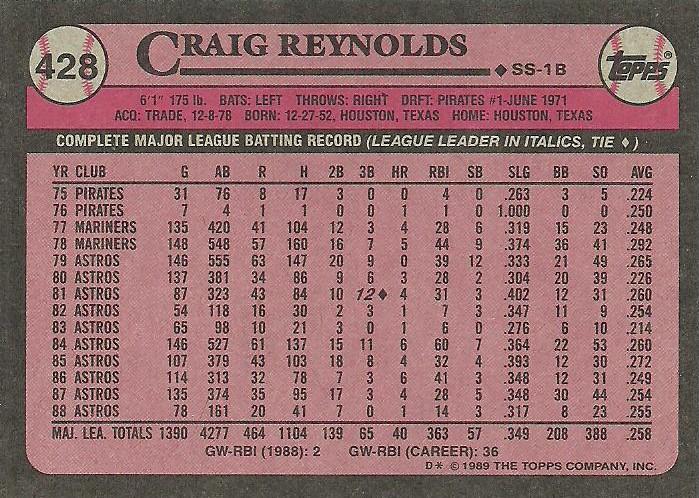 428 CRAIG REYNOLDS ♦ SS-1B Topps®
6'1" 175 lb. BATS: LEFT THROWS: RIGHT DRFT: PIRATES #1-JUNE 1971
ACQ: TRADE, 12-8-78 BORN: 12-27-52, HOUSTON, TEXAS HOME: HOUSTON, TEXAS
COMPLETE MAJOR LEAGUE BATTING RECORD (LEAGUE LEADER IN ITALICS, TIE ♦)
YR CLUB G AB R H 2B 3B HR RBI SB SLG BB SO AVG
75 PIRATES 31 76 8 17 3 0 0 4 0 .263 3 5 .224
76 PIRATES 7 4 1 1 0 0 1 1 0 1.000 0 0 .250
77 MARINERS 135 420 41 104 12 3 4 28 6 .319 15 23 .248
78 MARINERS 148 548 57 160 16 7 5 44 9 .374 36 41 .292
79 ASTROS 146 555 63 147 20 9 0 39 12 .333 21 49 .265
80 ASTROS 137 381 34 86 9 6 3 28 2 .304 20 39 .226
81 ASTROS 87 323 43 84 10 12♦ 4 31 3 .402 12 31 .260
82 ASTROS 54 118 16 30 2 3 1 7 3 .347 11 9 .254
83 ASTROS 65 98 10 21 3 0 1 6 0 .276 6 10 .214
84 ASTROS 146 527 61 137 15 11 6 60 7 .364 22 53 .260
85 ASTROS 107 379 43 103 18 8 4 32 4 .393 12 30 .272
86 ASTROS 114 313 32 78 7 3 6 41 3 .348 12 31 .249
87 ASTROS 135 374 35 95 17 3 4 28 5 .348 30 44 .254
88 ASTROS 78 161 20 41 7 0 1 14 3 .317 8 23 .255
MAJ. LEA. TOTALS 1390 4277 464 1104 139 65 40 363 57 .349 208 388 .258
GW-RBI (1988): 2 GW-RBI (CAREER): 36
D* © 1989 THE TOPPS COMPANY, INC.